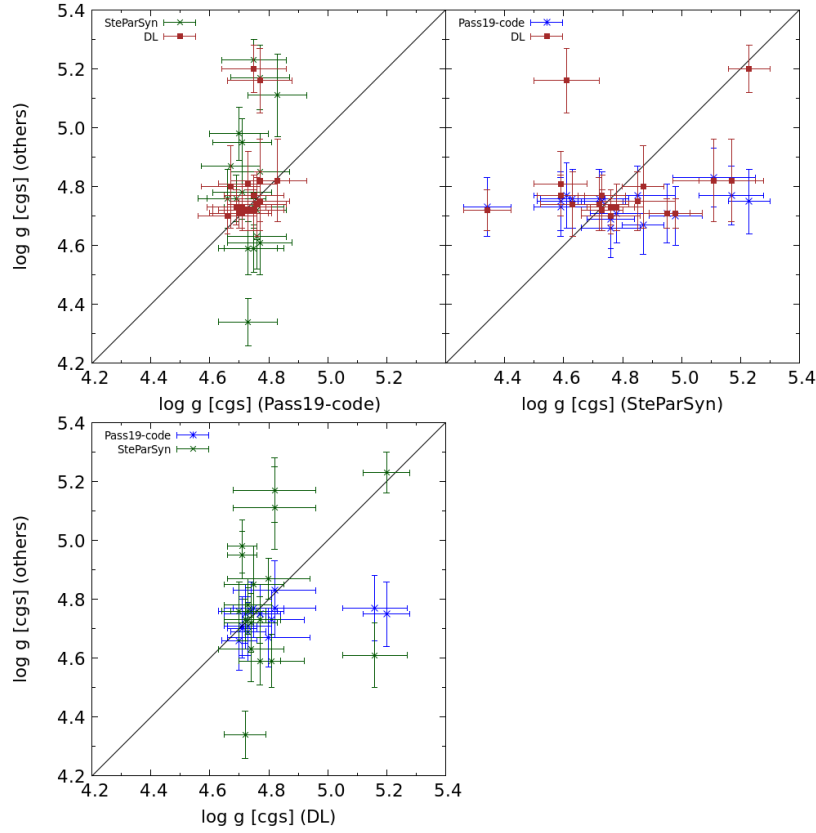 5.4
5.2
5.0
4.8
4.6
4.4
4.2
log g [cgs] (others)
SteParSyn
DL
4.2 4.4 4.6 4.8 5.0 5.2
log g [cgs] (Pass19-code)
Pass19-code
DL
4.4 4.6 4.8 5.0 5.2 5.4
log g [cgs] (SteParSyn)
5.4
5.2
5.0
4.8
4.6
4.4
4.2
log g [cgs] (others)
Pass19-code
SteParSyn
4.2 4.4 4.6 4.8 5.0 5.2 5.4
log g [cgs] (DL)